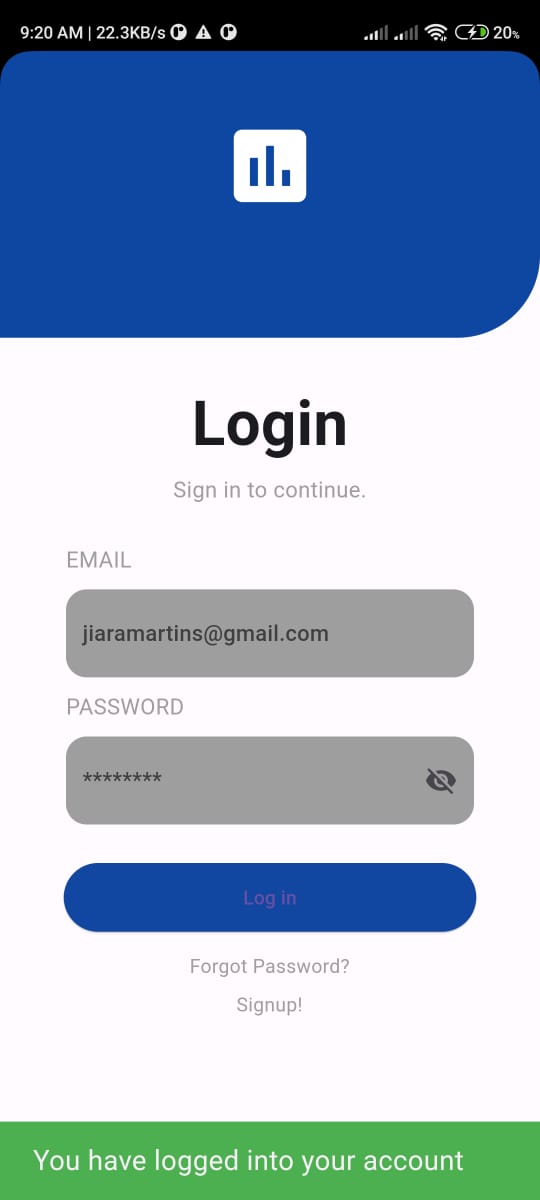 9:20 AM | 22.3KB/s 20%
Login
Sign in to continue.
EMAIL
jiaramartins@gmail.com
PASSWORD
********
Log in
Forgot Password?
Signup!
You have logged into your account